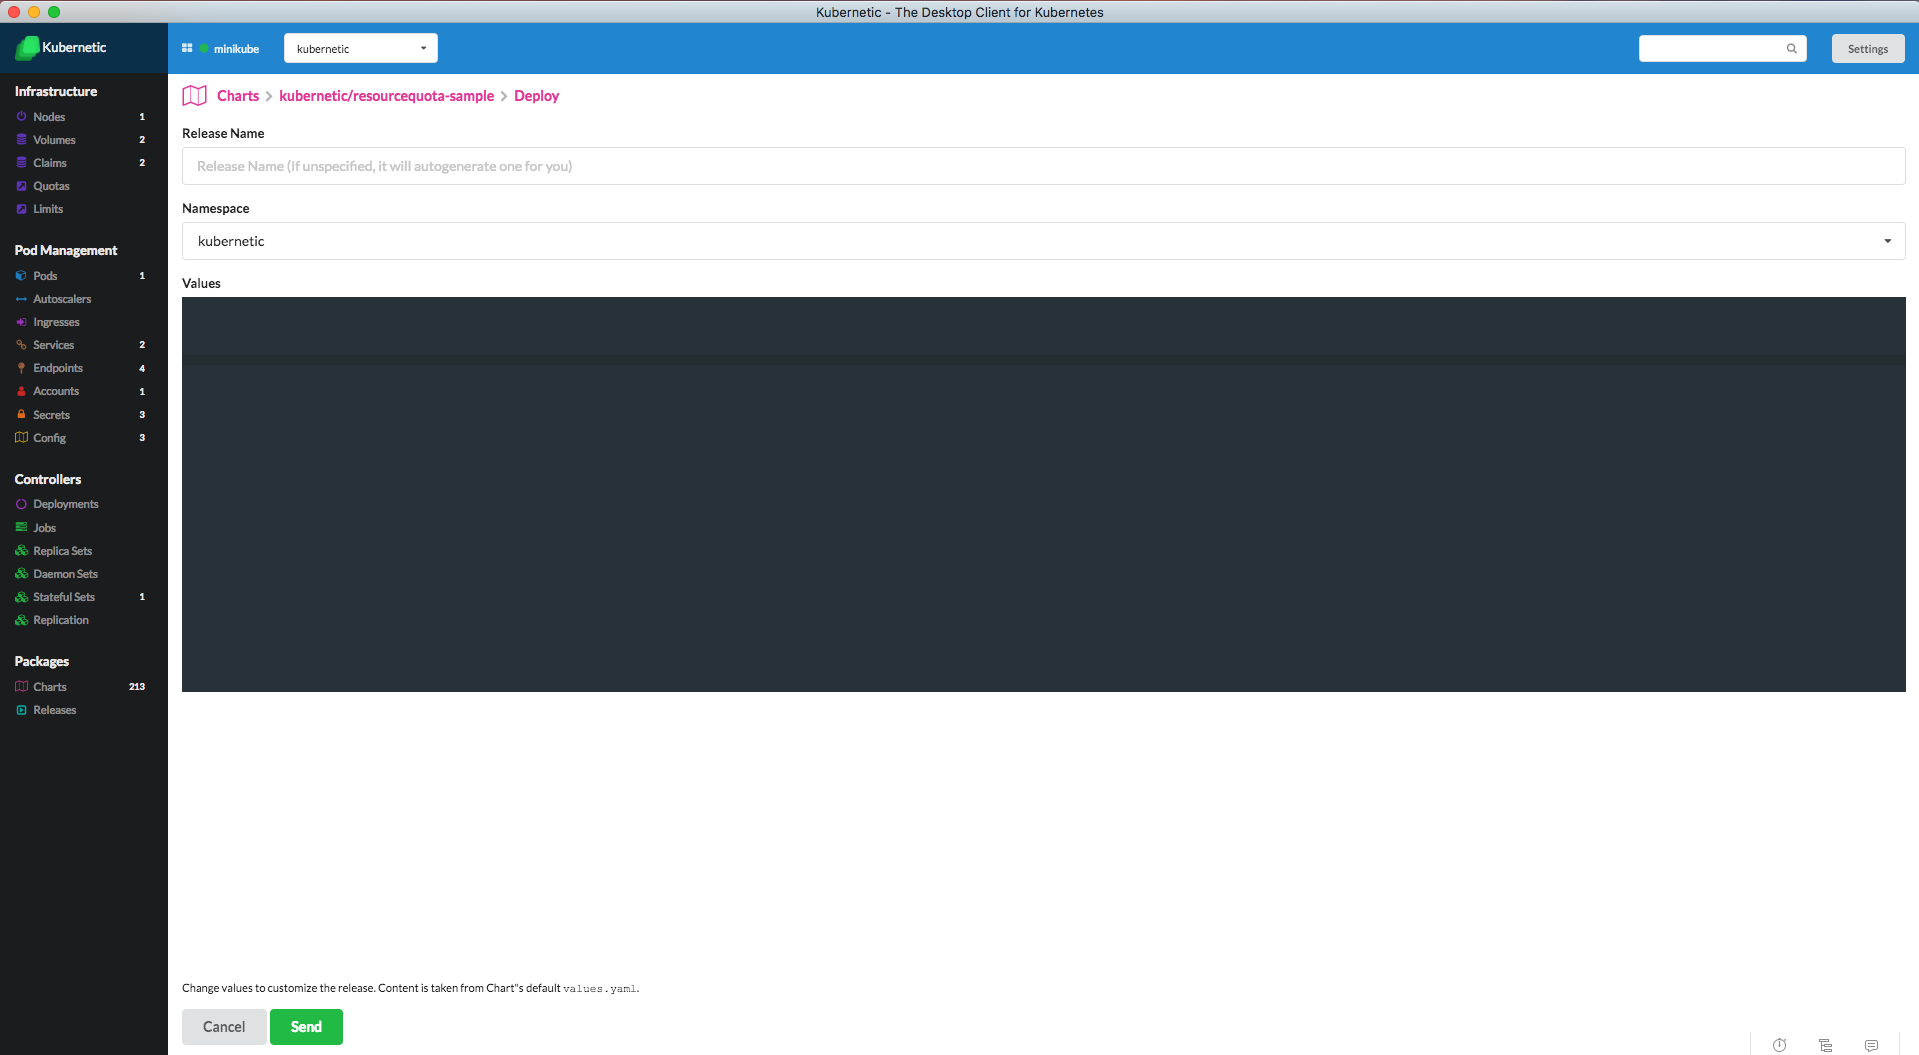 Kubernetic - The Desktop Client for Kubernetes
Kubernetic
minikube
kubernetic
Settings
Infrastructure
Nodes 1
Volumes 2
Claims 2
Quotas
Limits
Pod Management
Pods 1
Autoscalers
Ingresses
Services 2
Endpoints 4
Accounts 1
Secrets 3
Config 3
Controllers
Deployments
Jobs
Replica Sets
Daemon Sets
Stateful Sets 1
Replication
Packages
Charts 213
Releases
Charts > kubernetic/resourcequota-sample > Deploy
Release Name
Release Name (If unspecified, it will autogenerate one for you)
Namespace
kubernetic
Values
Change values to customize the release. Content is taken from Chart"s default values.yaml.
Cancel
Send